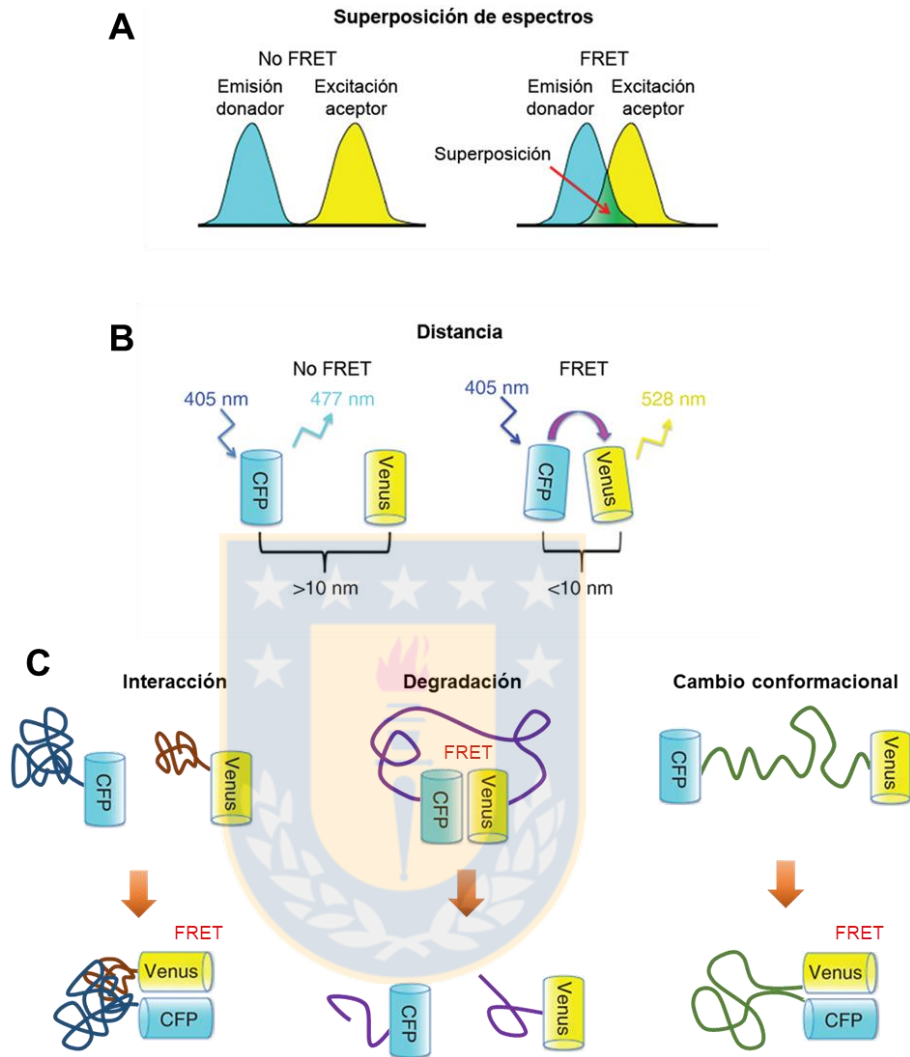 A
Superposición de espectros
No FRET
Emisión donador
Excitación aceptor
FRET
Emisión donador
Excitación aceptor
Superposición
B
Distancia
No FRET
405 nm
477 nm
CFP
Venus
>10 nm
FRET
405 nm
528 nm
CFP
Venus
<10 nm
C
Interacción
CFP
Venus
FRET
Venus
CFP
Degradación
FRET
CFP
Venus
CFP
Venus
Cambio conformacional
CFP
Venus
FRET
Venus
CFP